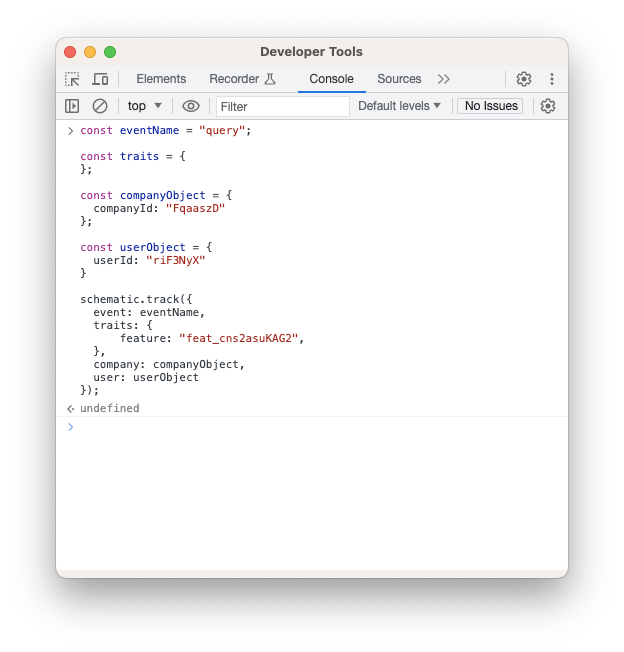 Developer Tools
Elements Recorder Console Sources
top Filter Default levels No Issues
const eventName = "query";
const traits = {
};
const companyObject = {
companyId: "FqaaszD"
};
const userObject = {
userId: "riF3NyX"
}
schematic.track({
event: eventName,
traits: {
feature: "feat_cns2asuKAG2",
},
company: companyObject,
user: userObject
});
undefined